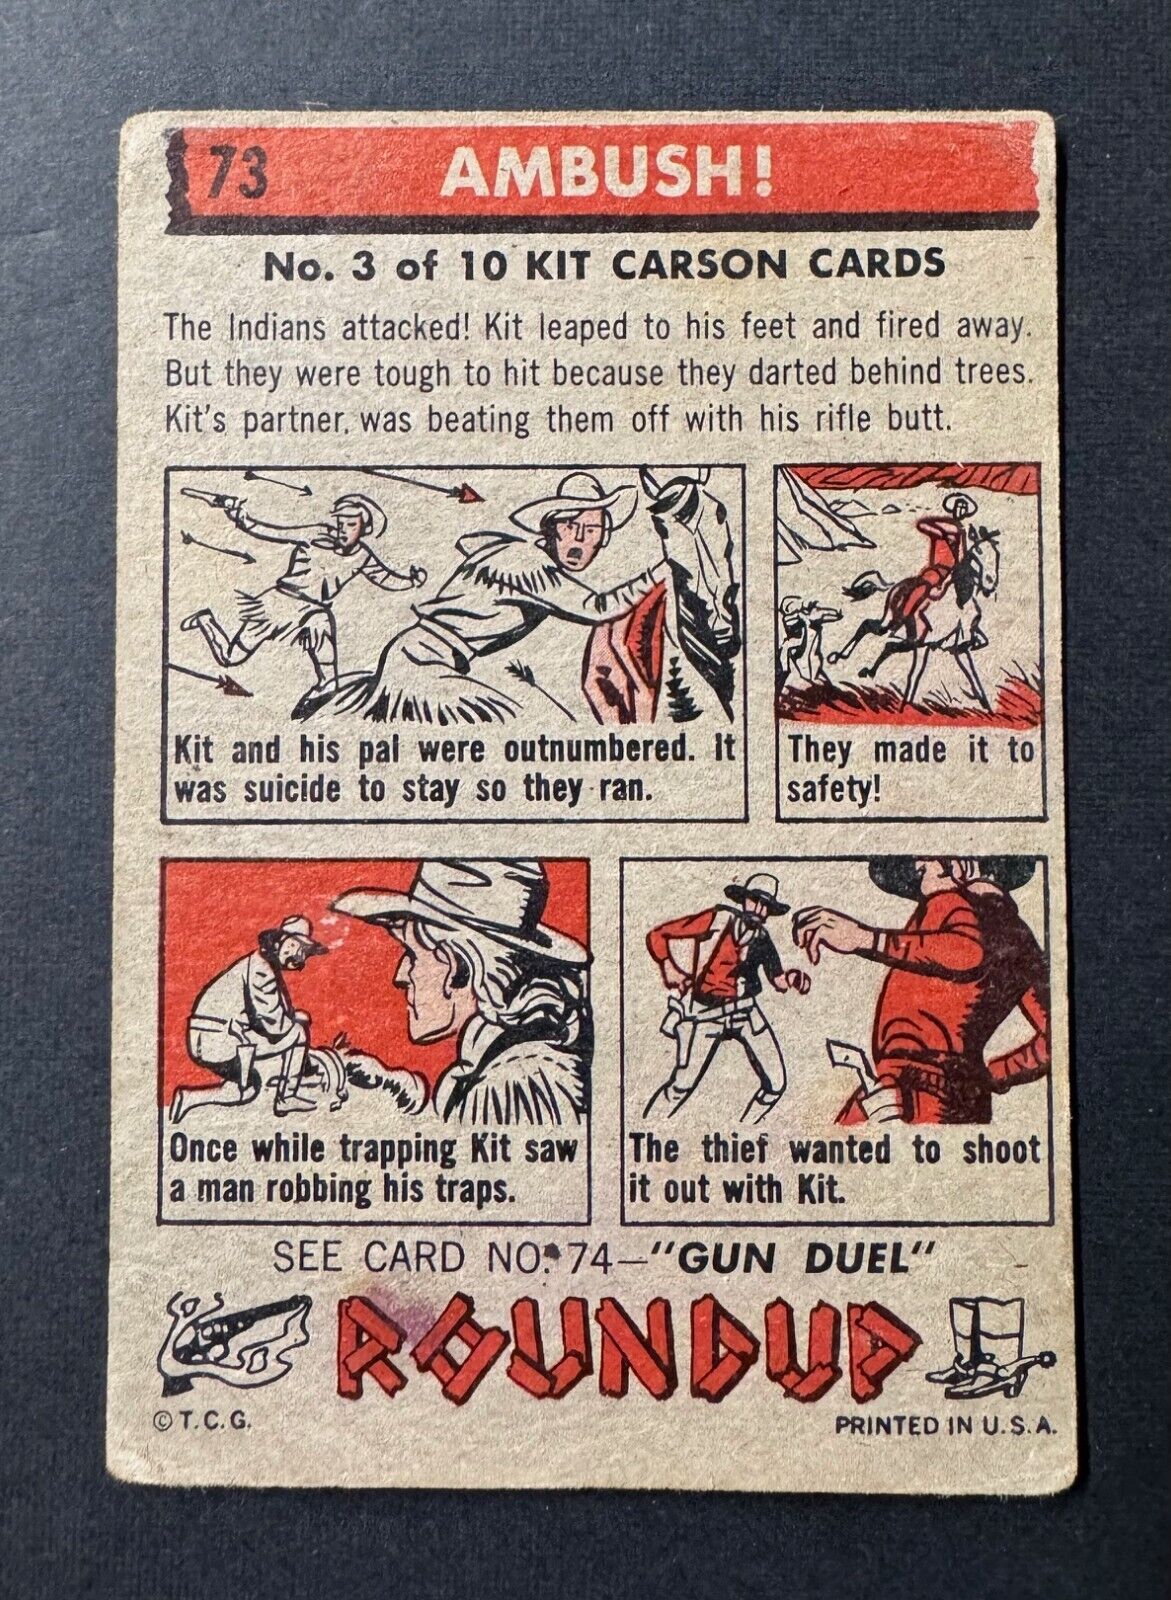 73
AMBUSH!
No. 3 of 10 KIT CARSON CARDS
The Indians attacked! Kit leaped to his feet and fired away.
But they were tough to hit because they darted behind trees.
Kit's partner was beating them off with his rifle butt.
Kit and his pal were outnumbered. It
was suicide to stay so they ran.
They made it to
safety!
Once while trapping Kit saw
a man robbing his traps.
The thief wanted to shoot
it out with Kit.
SEE CARD NO. 74—"GUN DUEL"
ROUNDUP
© T.C.G.
PRINTED IN U.S.A.